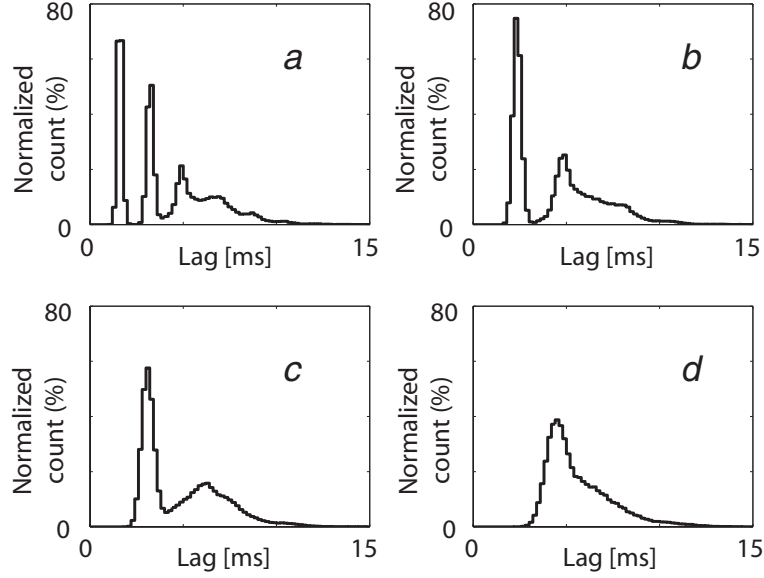 80
a
Normalized
count (%)
0
0
15
Lag [ms]
80
b
Normalized
count (%)
0
0
15
Lag [ms]
80
c
Normalized
count (%)
0
0
15
Lag [ms]
80
d
Normalized
count (%)
0
0
15
Lag [ms]